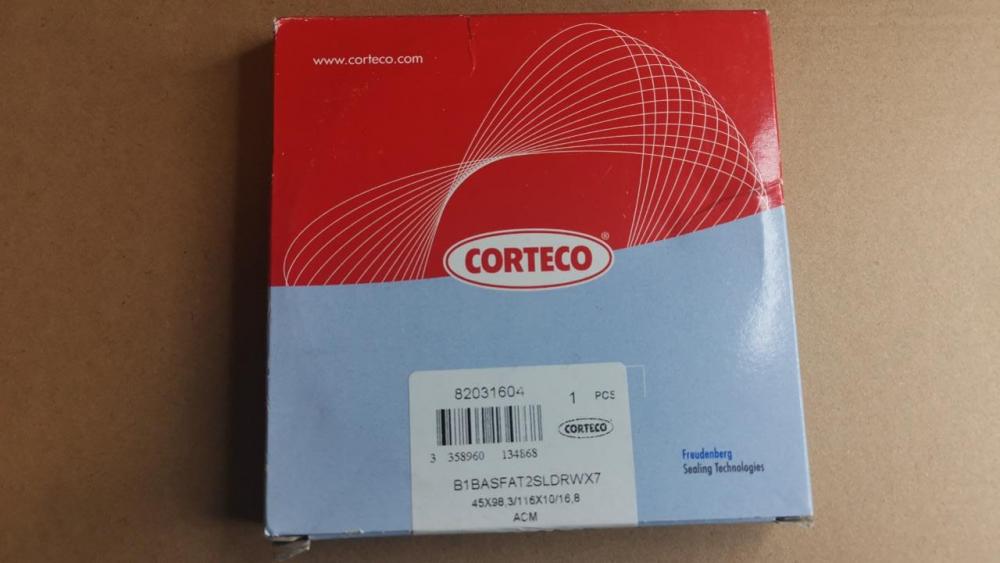 www.corteco.com
CORTECO®
82031604
1 PCS
CORTECO
3 358960 134868
B1BASFAT2SLDRWX7
45X98,3/116X10/16,8
ACM
Freudenberg
Sealing Technologies